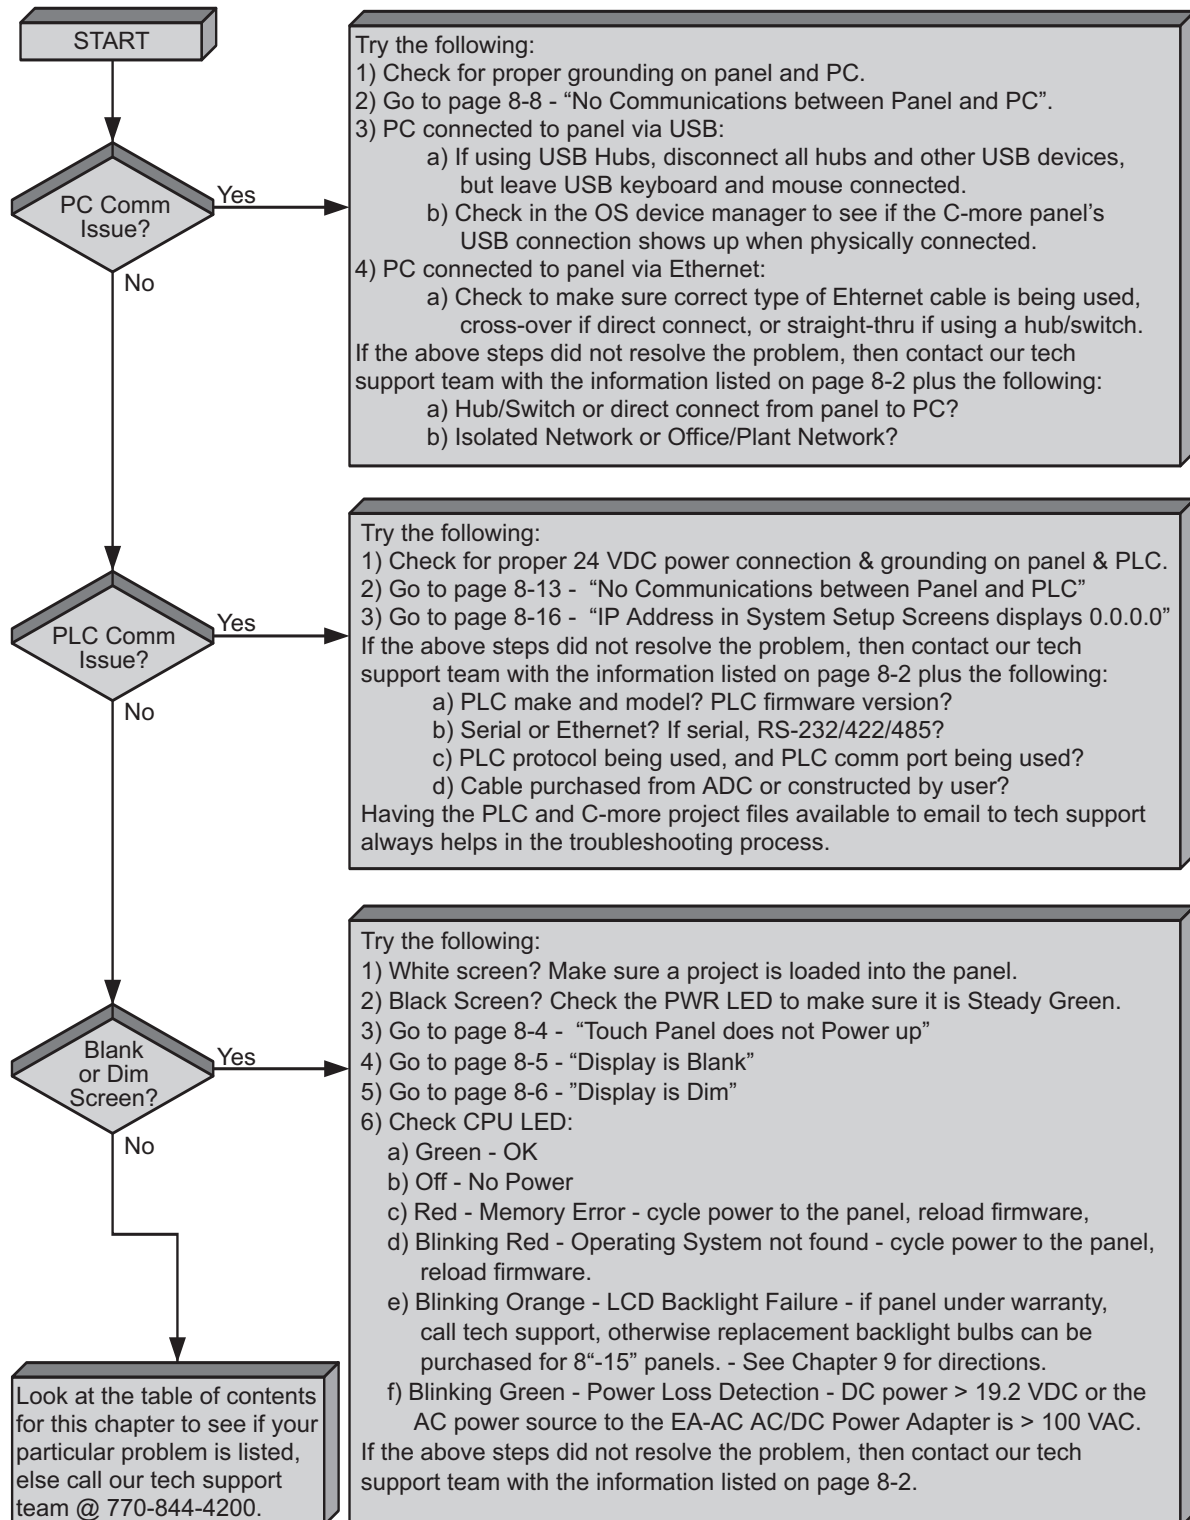 START
PC Comm
Issue?
Yes
No
Try the following:
1) Check for proper grounding on panel and PC.
2) Go to page 8-8 - “No Communications between Panel and PC”.
3) PC connected to panel via USB:
a) If using USB Hubs, disconnect all hubs and other USB devices,
but leave USB keyboard and mouse connected.
b) Check in the OS device manager to see if the C-more panel’s
USB connection shows up when physically connected.
4) PC connected to panel via Ethernet:
a) Check to make sure correct type of Ehternet cable is being used,
cross-over if direct connect, or straight-thru if using a hub/switch.
If the above steps did not resolve the problem, then contact our tech
support team with the information listed on page 8-2 plus the following:
a) Hub/Switch or direct connect from panel to PC?
b) Isolated Network or Office/Plant Network?
PLC Comm
Issue?
Yes
No
Try the following:
1) Check for proper 24 VDC power connection & grounding on panel & PLC.
2) Go to page 8-13 - “No Communications between Panel and PLC”
3) Go to page 8-16 - “IP Address in System Setup Screens displays 0.0.0.0”
If the above steps did not resolve the problem, then contact our tech
support team with the information listed on page 8-2 plus the following:
a) PLC make and model? PLC firmware version?
b) Serial or Ethernet? If serial, RS-232/422/485?
c) PLC protocol being used, and PLC comm port being used?
d) Cable purchased from ADC or constructed by user?
Having the PLC and C-more project files available to email to tech support
always helps in the troubleshooting process.
Blank
or Dim
Screen?
Yes
No
Try the following:
1) White screen? Make sure a project is loaded into the panel.
2) Black Screen? Check the PWR LED to make sure it is Steady Green.
3) Go to page 8-4 - “Touch Panel does not Power up”
4) Go to page 8-5 - “Display is Blank”
5) Go to page 8-6 - ”Display is Dim”
6) Check CPU LED:
a) Green - OK
b) Off - No Power
c) Red - Memory Error - cycle power to the panel, reload firmware,
d) Blinking Red - Operating System not found - cycle power to the panel,
reload firmware.
e) Blinking Orange - LCD Backlight Failure - if panel under warranty,
call tech support, otherwise replacement backlight bulbs can be
purchased for 8“-15” panels. - See Chapter 9 for directions.
f) Blinking Green - Power Loss Detection - DC power > 19.2 VDC or the
AC power source to the EA-AC AC/DC Power Adapter is > 100 VAC.
If the above steps did not resolve the problem, then contact our tech
support team with the information listed on page 8-2.
Look at the table of contents
for this chapter to see if your
particular problem is listed,
else call our tech support
team @ 770-844-4200.